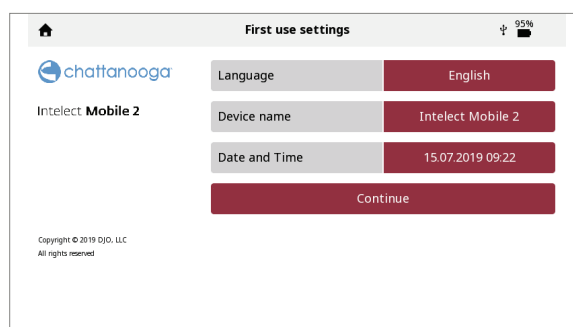 First use settings
95%
chattanooga
Intelect Mobile 2
Language English
Device name Intelect Mobile 2
Date and Time 15.07.2019 09:22
Continue
Copyright © 2019 DJO, LLC
All rights reserved